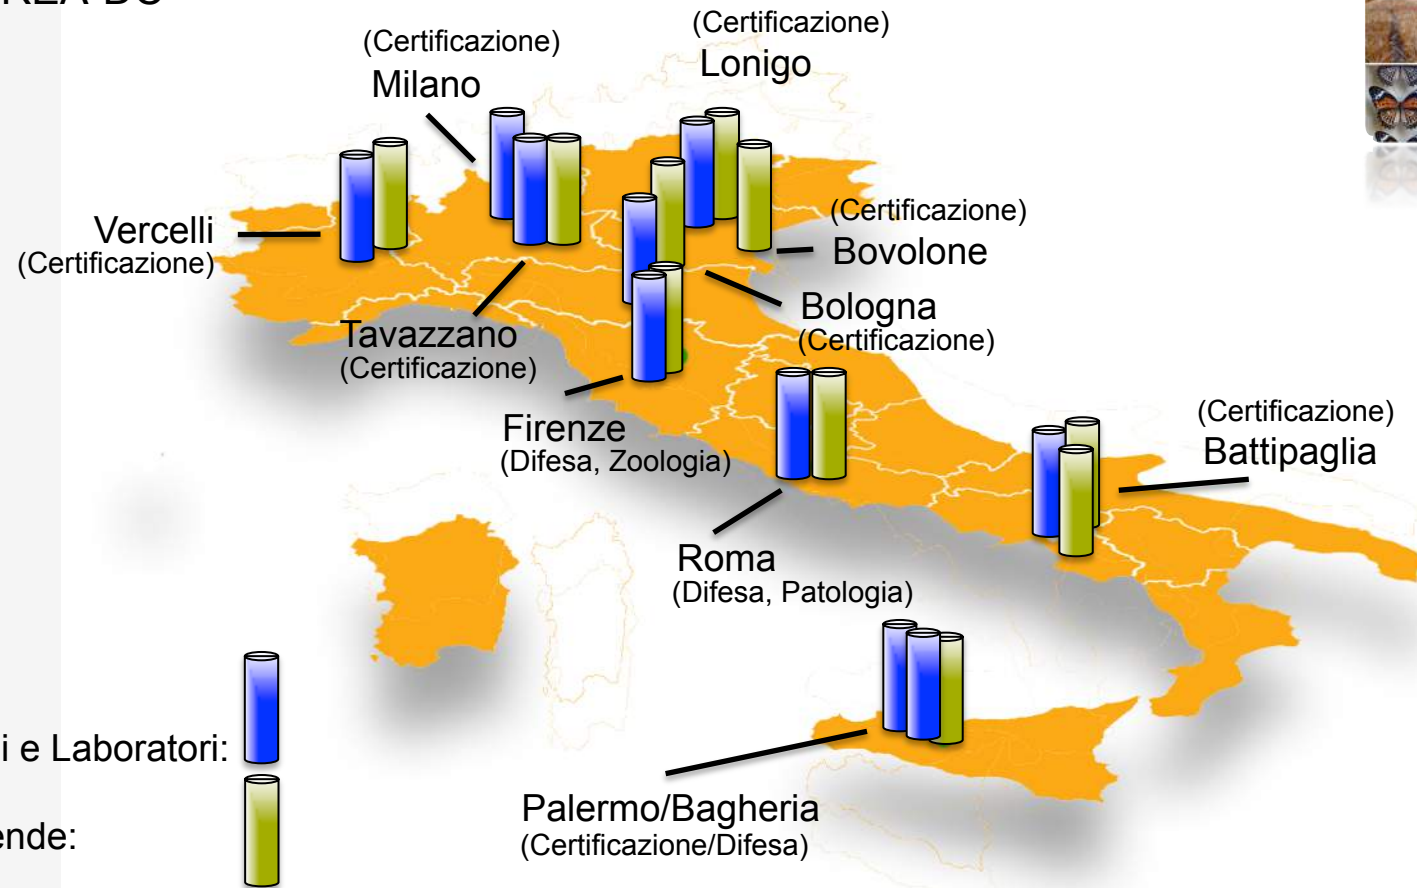 (Certificazione)
Lonigo
(Certificazione)
Milano
Vercelli
(Certificazione)
(Certificazione)
Bovolone
Bologna
(Certificazione)
Tavazzano
(Certificazione)
Firenze
(Difesa, Zoologia)
(Certificazione)
Battipaglia
Roma
(Difesa, Patologia)
i e Laboratori:
Palermo/Bagheria
(Certificazione/Difesa)
ende: